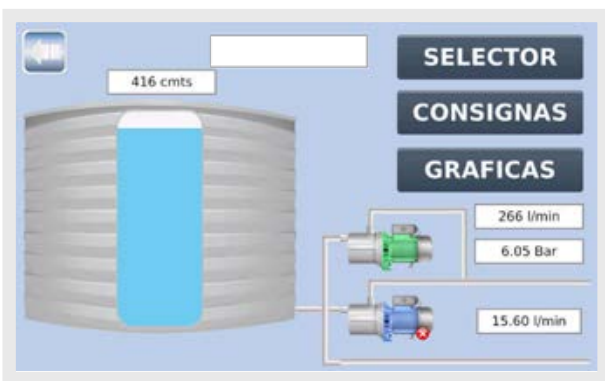 SELECTOR
416 cmts
CONSIGNAS
GRAFICAS
266 l/min
6.05 Bar
15.60 l/min